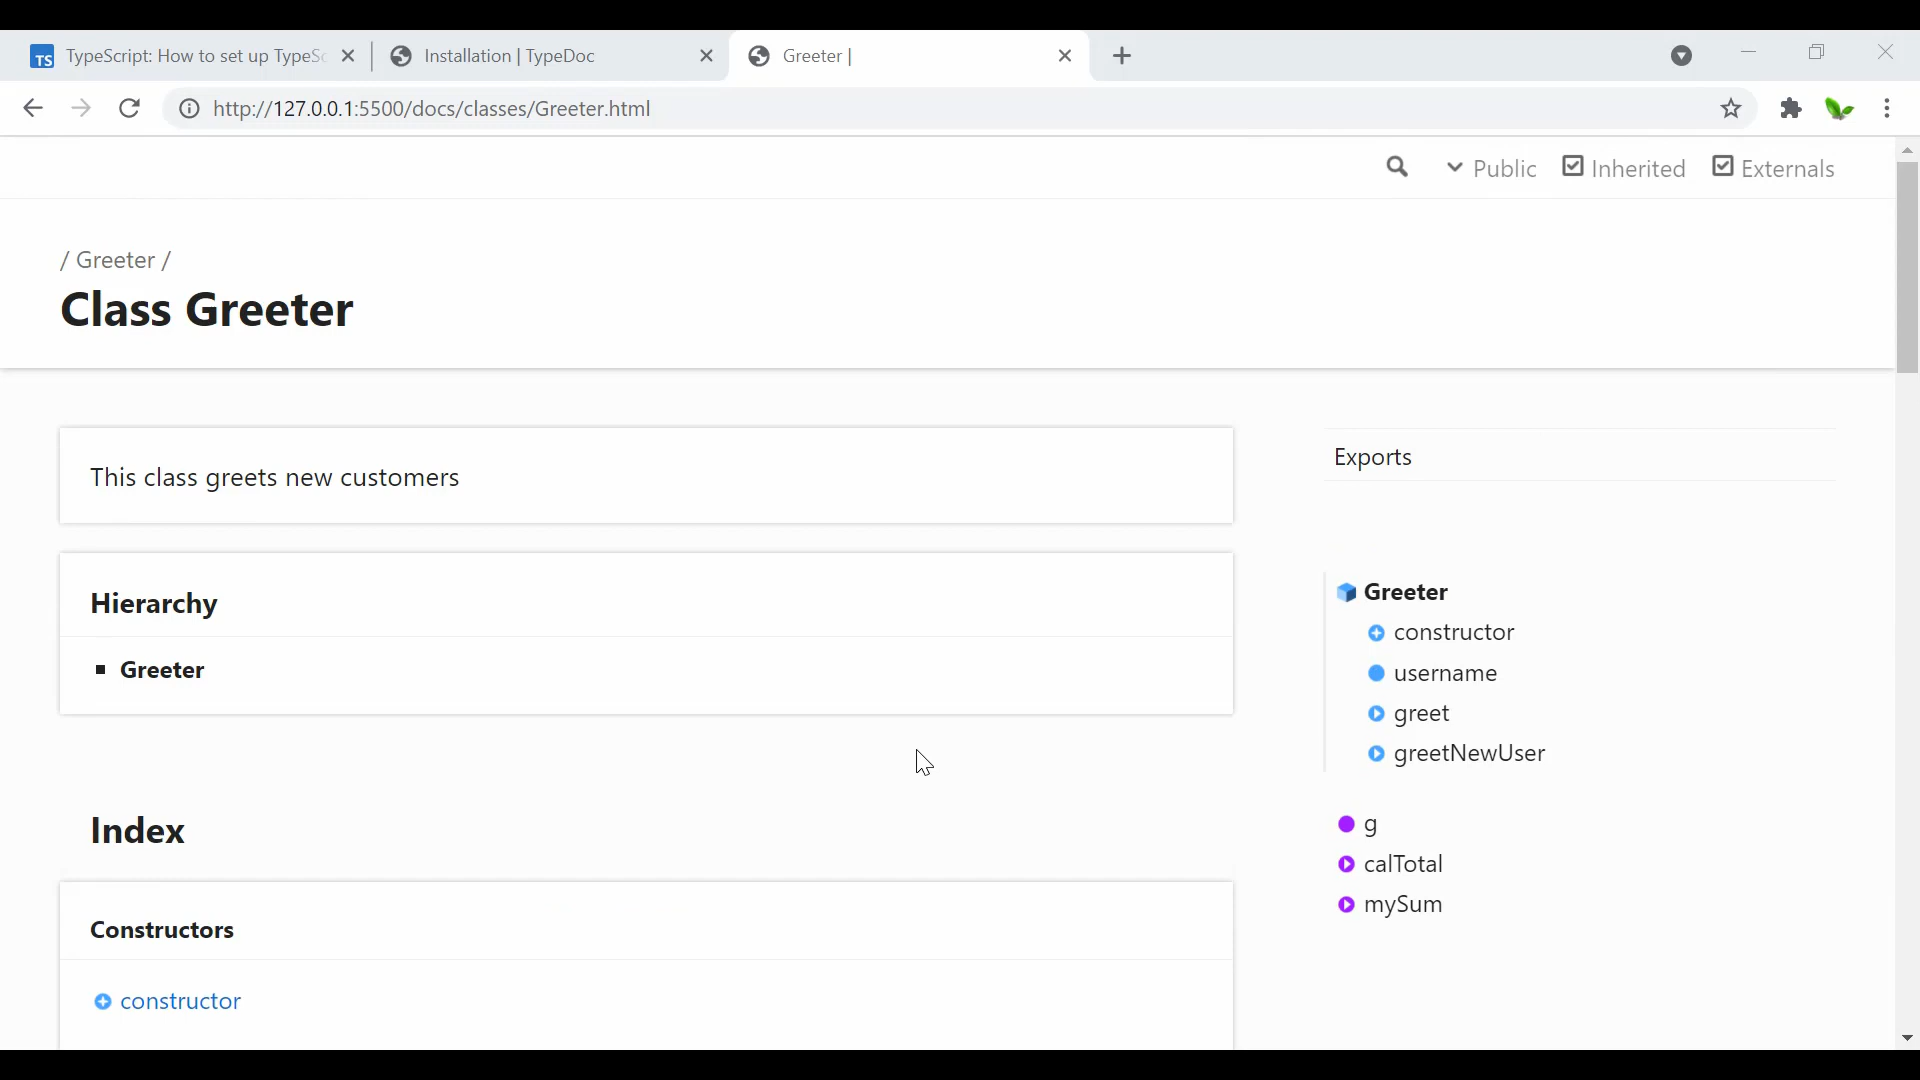 TS TypeScript: How to set up TypeSc
Installation | TypeDoc
Greeter |
http://127.0.0.1:5500/docs/classes/Greeter.html
Public
Inherited
Externals
/ Greeter /
Class Greeter
This class greets new customers
Hierarchy
Greeter
Index
Constructors
constructor
Exports
Greeter
constructor
username
greet
greetNewUser
g
calTotal
mySum